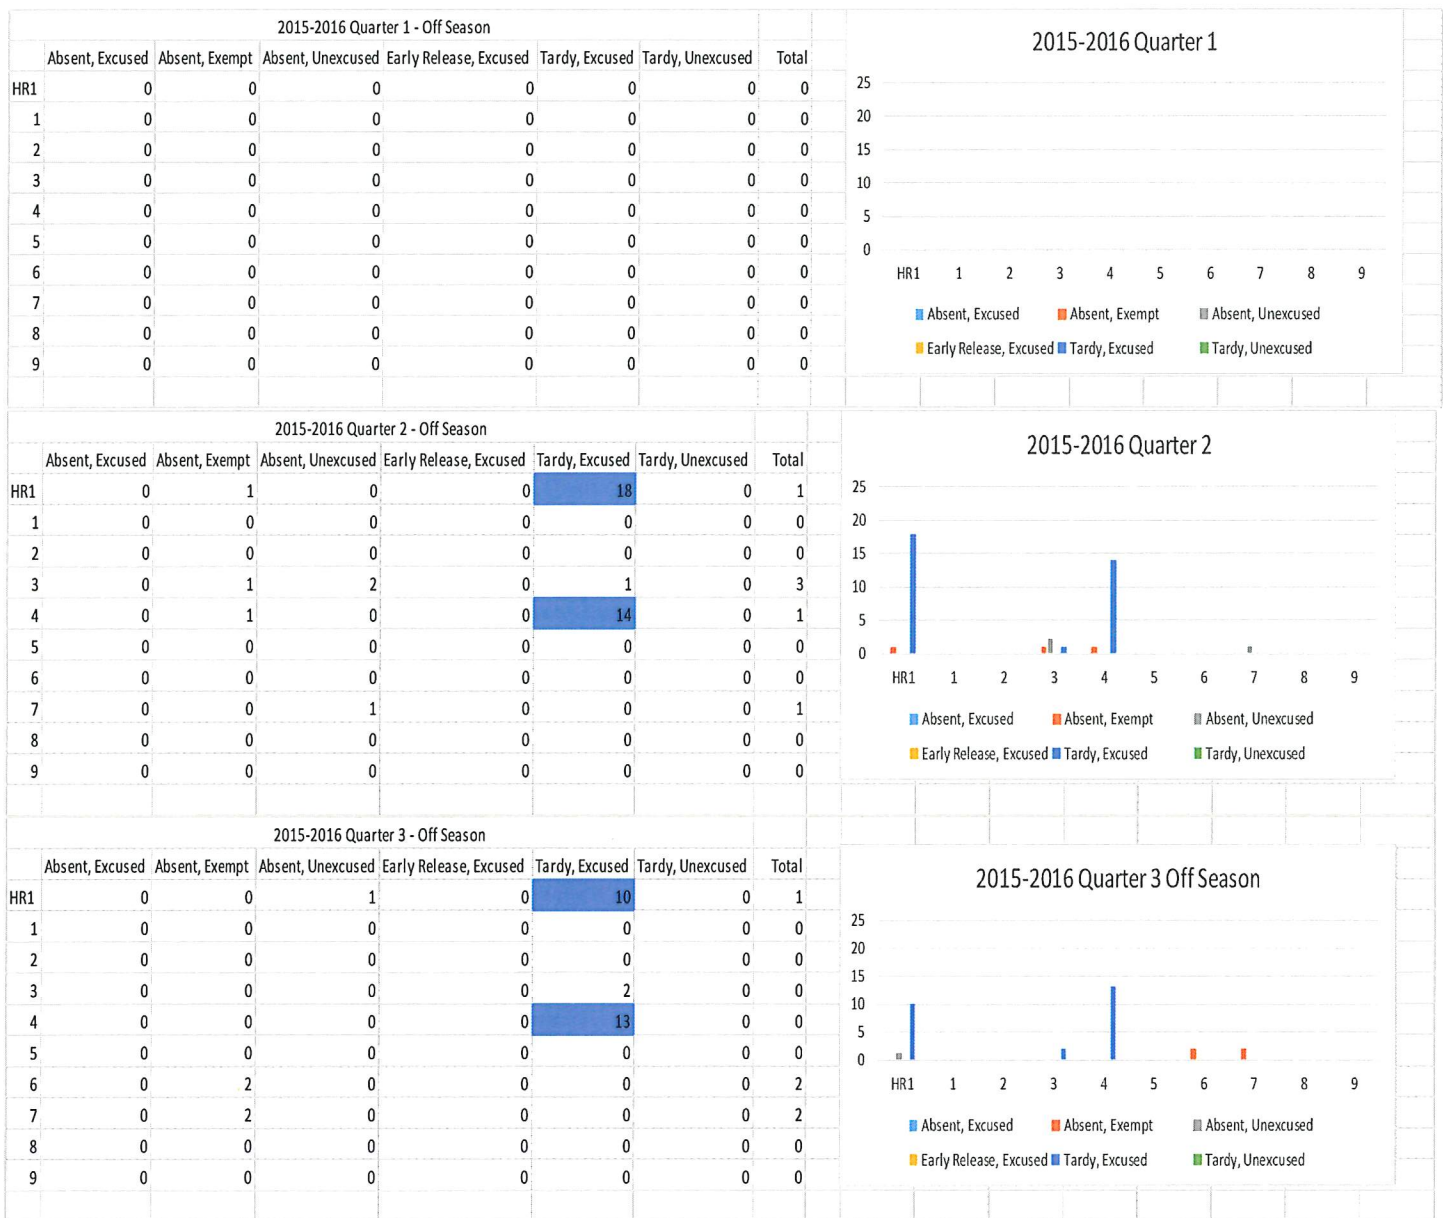 2015-2016 Quarter 1 - Off Season
Absent, Excused Absent, Exempt Absent, Unexcused Early Release, Excused Tardy, Excused Tardy, Unexcused Total
HR1 0 0 0 0 0 0 0
1 0 0 0 0 0 0 0
2 0 0 0 0 0 0 0
3 0 0 0 0 0 0 0
4 0 0 0 0 0 0 0
5 0 0 0 0 0 0 0
6 0 0 0 0 0 0 0
7 0 0 0 0 0 0 0
8 0 0 0 0 0 0 0
9 0 0 0 0 0 0 0
2015-2016 Quarter 1
25
20
15
10
5
0
HR1 1 2 3 4 5 6 7 8 9
Absent, Excused Absent, Exempt Absent, Unexcused
Early Release, Excused Tardy, Excused Tardy, Unexcused
2015-2016 Quarter 2 - Off Season
Absent, Excused Absent, Exempt Absent, Unexcused Early Release, Excused Tardy, Excused Tardy, Unexcused Total
HR1 0 1 0 0 18 0 1
1 0 0 0 0 0 0 0
2 0 0 0 0 0 0 0
3 0 1 2 0 1 0 3
4 0 1 0 0 14 0 1
5 0 0 0 0 0 0 0
6 0 0 0 0 0 0 0
7 0 0 1 0 0 0 1
8 0 0 0 0 0 0 0
9 0 0 0 0 0 0 0
2015-2016 Quarter 2
25
20
15
10
5
0
HR1 1 2 3 4 5 6 7 8 9
Absent, Excused Absent, Exempt Absent, Unexcused
Early Release, Excused Tardy, Excused Tardy, Unexcused
2015-2016 Quarter 3 - Off Season
Absent, Excused Absent, Exempt Absent, Unexcused Early Release, Excused Tardy, Excused Tardy, Unexcused Total
HR1 0 0 1 0 10 0 1
1 0 0 0 0 0 0 0
2 0 0 0 0 0 0 0
3 0 0 0 0 2 0 0
4 0 0 0 0 13 0 0
5 0 0 0 0 0 0 0
6 0 2 0 0 0 0 2
7 0 2 0 0 0 0 2
8 0 0 0 0 0 0 0
9 0 0 0 0 0 0 0
2015-2016 Quarter 3 Off Season
25
20
15
10
5
0
HR1 1 2 3 4 5 6 7 8 9
Absent, Excused Absent, Exempt Absent, Unexcused
Early Release, Excused Tardy, Excused Tardy, Unexcused